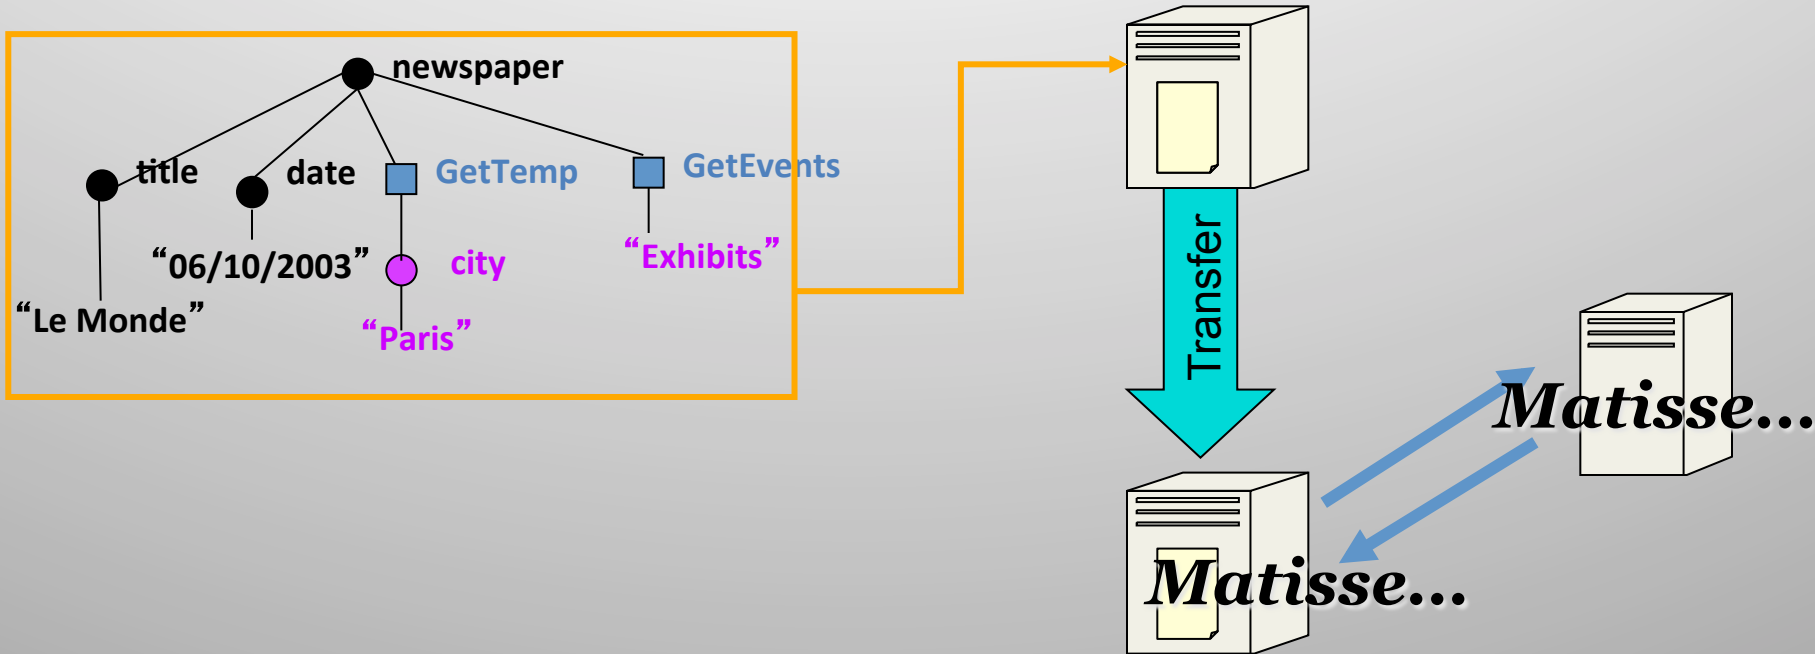 newspaper
title
date
GetTemp
GetEvents
“06/10/2003”
city
“Exhibits”
“Le Monde”
“Paris”
Transfer
Matisse...
Matisse...